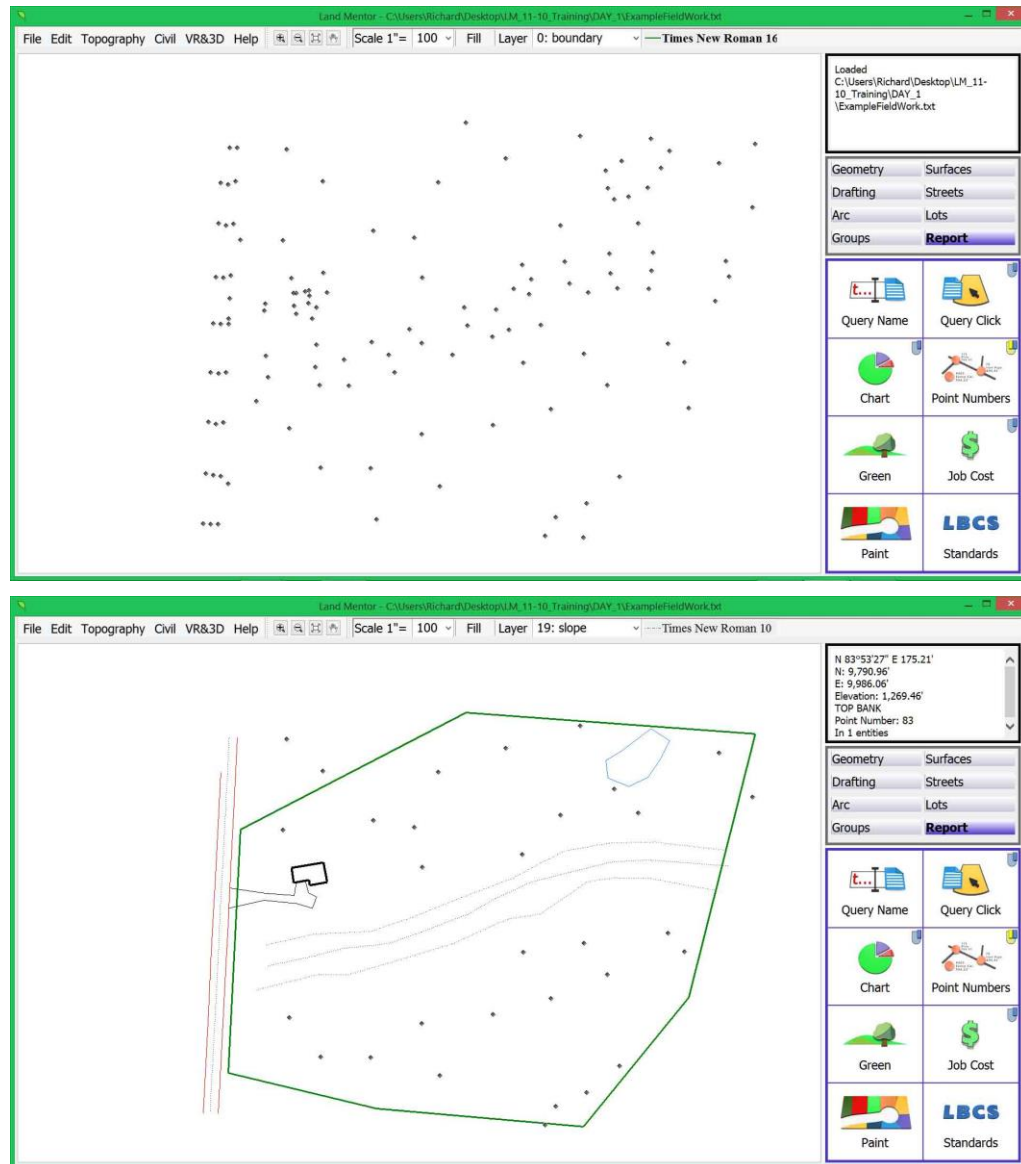 Land Mentor - C:\Users\Richard\Desktop\LM_11-10_Training\DAY_1\ExampleFieldWork.txt
File Edit Topography Civil VR&3D Help Scale 1"= 100 Fill Layer 0: boundary Times New Roman 16
Loaded
C:\Users\Richard\Desktop\LM_11-
10_Training\DAY_1
\ExampleFieldWork.txt
Geometry Surfaces
Drafting Streets
Arc Lots
Groups Report
t...
Query Name Query Click
Chart Point Numbers
$
Green Job Cost
LBCS
Paint Standards
Land Mentor - C:\Users\Richard\Desktop\LM_11-10_Training\DAY_1\ExampleFieldWork.txt
File Edit Topography Civil VR&3D Help Scale 1"= 100 Fill Layer 19: slope Times New Roman 10
N 83°53'27" E 175.21'
N: 9,790.96'
E: 9,986.06'
Elevation: 1,269.46'
TOP BANK
Point Number: 83
In 1 entities
Geometry Surfaces
Drafting Streets
Arc Lots
Groups Report
t...
Query Name Query Click
Chart Point Numbers
$
Green Job Cost
LBCS
Paint Standards